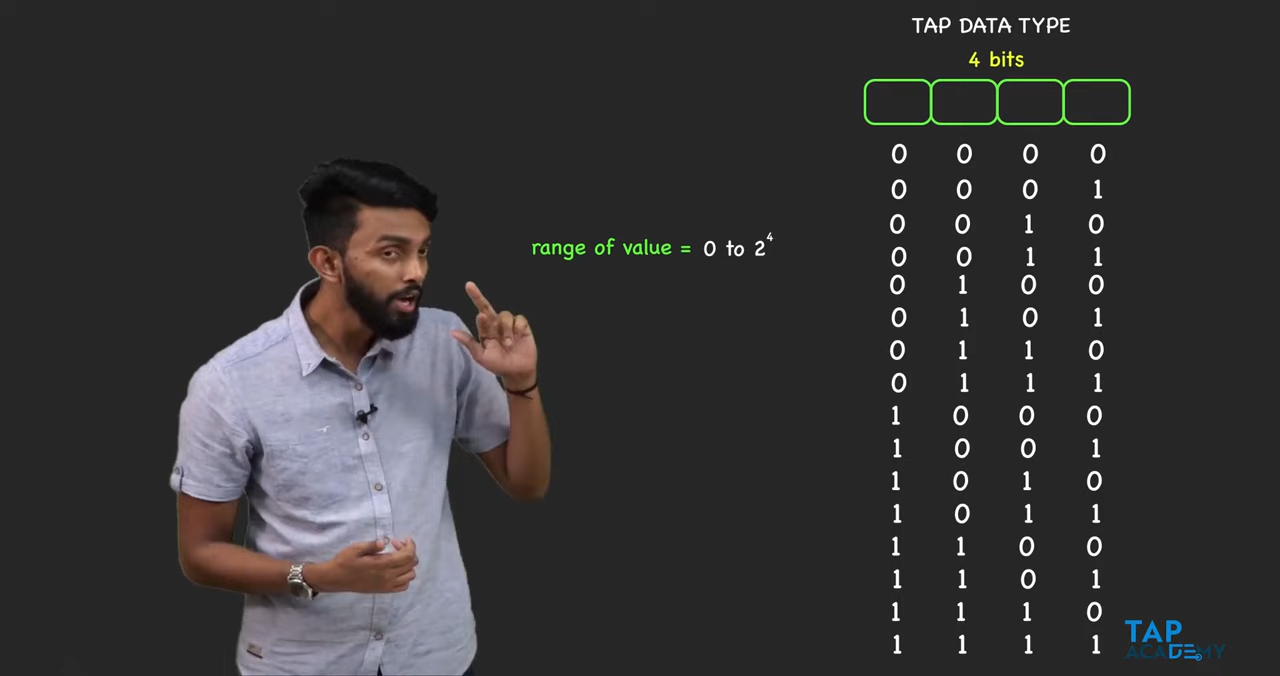 TAP DATA TYPE
4 bits
range of value = 0 to 2⁴
0 0 0 0
0 0 0 1
0 0 1 0
0 0 1 1
0 1 0 0
0 1 0 1
0 1 1 0
0 1 1 1
1 0 0 0
1 0 0 1
1 0 1 0
1 0 1 1
1 1 0 0
1 1 0 1
1 1 1 0
1 1 1 1
TAP
ACADEMY